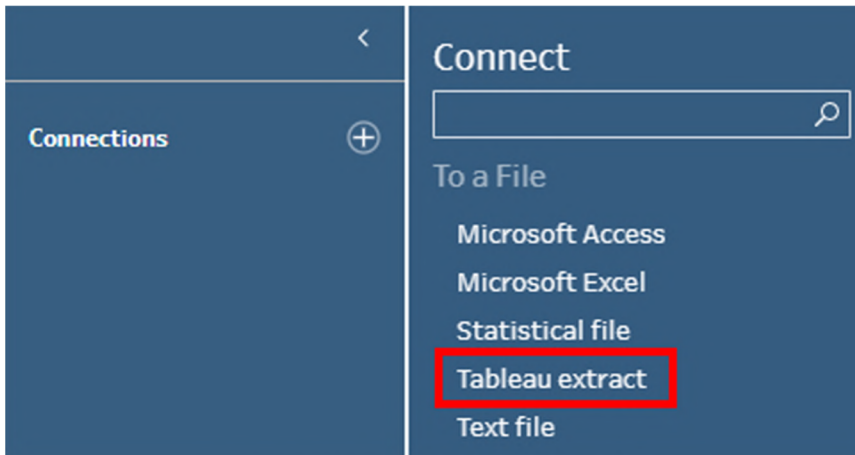 Connections
Connect
To a File
Microsoft Access
Microsoft Excel
Statistical file
Tableau extract
Text file